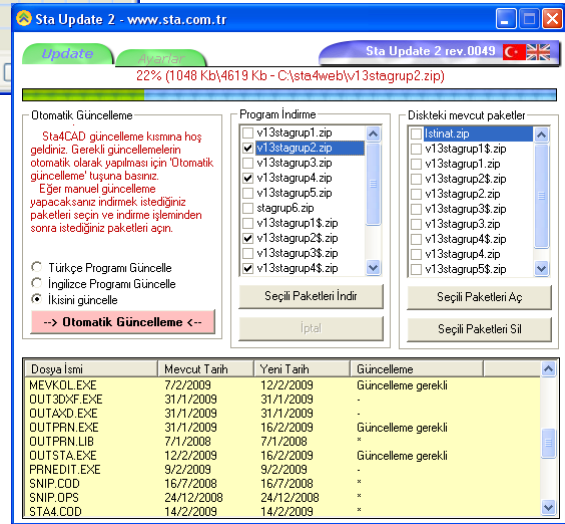 Sta Update 2 - www.sta.com.tr
Update
Ayarlar
Sta Update 2 rev.0049
22% (1048 Kb\4619 Kb - C:\sta4web\v13stagrup2.zip)
Otomatik Güncelleme
Sta4CAD güncelleme kısmına hoş
geldiniz. Gerekli güncellemelerin
otomatik olarak yapılması için 'Otomatik
güncelleme' tuşuna basınız.
Eğer manuel güncelleme
yapacaksanız indirmek istediğiniz
paketleri seçin ve indirme işleminden
sonra istediğiniz paketleri açın.
Türkçe Programı Güncelle
İngilizce Programı Güncelle
İkisini güncelle
--> Otomatik Güncelleme <--
Program İndirme
v13stagrup1.zip
v13stagrup2.zip
v13stagrup3.zip
v13stagrup4.zip
v13stagrup5.zip
stagrup6.zip
v13stagrup1$.zip
v13stagrup2$.zip
v13stagrup3$.zip
v13stagrup4$.zip
Seçili Paketleri İndir
İptal
Diskteki mevcut paketler
Istinat.zip
v13stagrup1$.zip
v13stagrup1.zip
v13stagrup2$.zip
v13stagrup2.zip
v13stagrup3$.zip
v13stagrup3.zip
v13stagrup4$.zip
v13stagrup4.zip
v13stagrup5$.zip
Seçili Paketleri Aç
Seçili Paketleri Sil
Dosya İsmi Mevcut Tarih Yeni Tarih Güncelleme
MEVKOL.EXE 7/2/2009 12/2/2009 Güncelleme gerekli
OUT3DXF.EXE 31/1/2009 31/1/2009 -
OUTAXD.EXE 31/1/2009 31/1/2009 -
OUTPRN.EXE 31/1/2009 16/2/2009 Güncelleme gerekli
OUTPRN.LIB 7/1/2008 7/1/2008 *
OUTSTA.EXE 12/2/2009 16/2/2009 Güncelleme gerekli
PRNEDIT.EXE 9/2/2009 9/2/2009 -
SNIP.COD 16/7/2008 16/7/2008 *
SNIP.OPS 24/12/2008 24/12/2008 *
STA4.COD 14/2/2009 14/2/2009 *